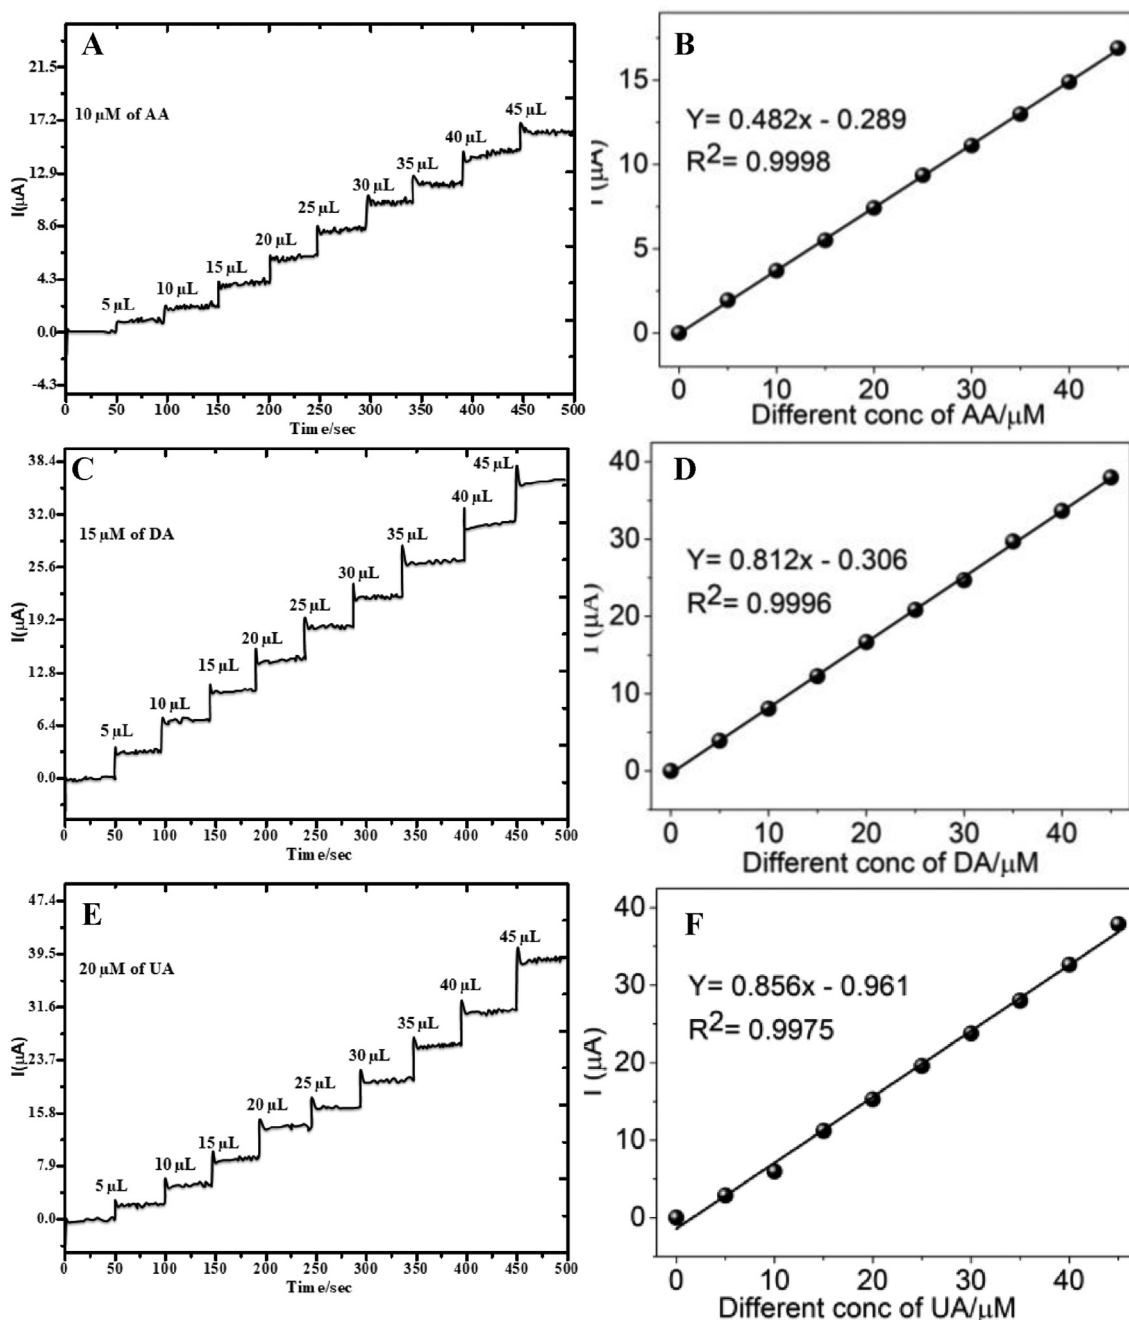 A
21.5
17.2
12.9
8.6
4.3
0.0
-4.3
I(µA)
10 µM of AA
5 µL
10 µL
15 µL
20 µL
25 µL
30 µL
35 µL
40 µL
45 µL
0 50 100 150 200 250 300 350 400 450 500
Time/sec
B
15
10
5
0
I (µA)
Y= 0.482x - 0.289
R2= 0.9998
0 10 20 30 40
Different conc of AA/µM
C
38.4
32.0
25.6
19.2
12.8
6.4
0.0
I(µA)
15 µM of DA
5 µL
10 µL
15 µL
20 µL
25 µL
30 µL
35 µL
40 µL
45 µL
0 50 100 150 200 250 300 350 400 450 500
Time/sec
D
40
30
20
10
0
I (µA)
Y= 0.812x - 0.306
R2= 0.9996
0 10 20 30 40
Different conc of DA/µM
E
47.4
39.5
31.6
23.7
15.8
7.9
0.0
I(µA)
20 µM of UA
5 µL
10 µL
15 µL
20 µL
25 µL
30 µL
35 µL
40 µL
45 µL
0 50 100 150 200 250 300 350 400 450 500
Time/sec
F
40
30
20
10
0
I (µA)
Y= 0.856x - 0.961
R2= 0.9975
0 10 20 30 40
Different conc of UA/µM